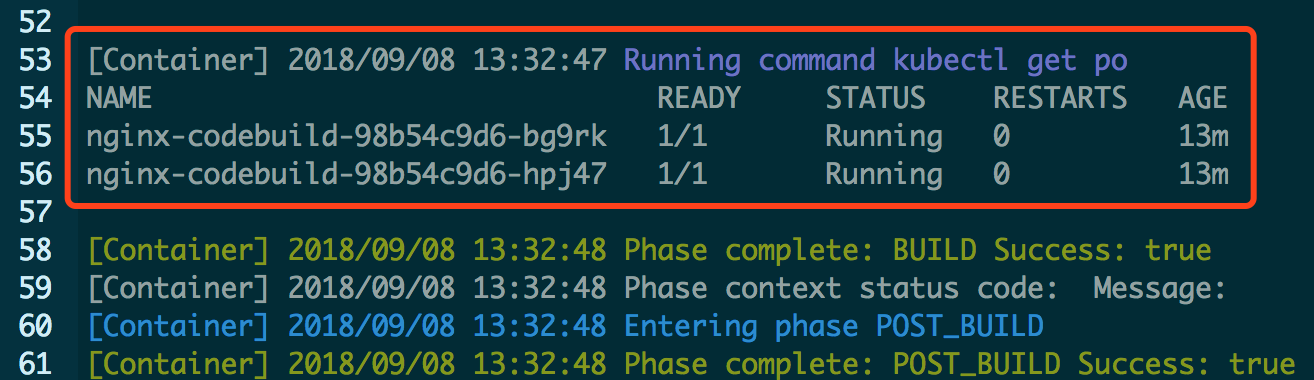 52
53 [Container] 2018/09/08 13:32:47 Running command kubectl get po
54 NAME READY STATUS RESTARTS AGE
55 nginx-codebuild-98b54c9d6-bg9rk 1/1 Running 0 13m
56 nginx-codebuild-98b54c9d6-hpj47 1/1 Running 0 13m
57
58 [Container] 2018/09/08 13:32:48 Phase complete: BUILD Success: true
59 [Container] 2018/09/08 13:32:48 Phase context status code:  Message:
60 [Container] 2018/09/08 13:32:48 Entering phase POST_BUILD
61 [Container] 2018/09/08 13:32:48 Phase complete: POST_BUILD Success: true